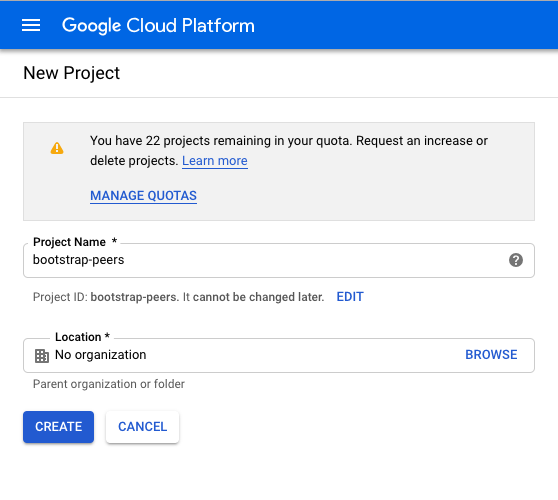 Google Cloud Platform
New Project
You have 22 projects remaining in your quota. Request an increase or
delete projects. Learn more
MANAGE QUOTAS
Project Name *
bootstrap-peers
Project ID: bootstrap-peers. It cannot be changed later. EDIT
Location *
No organization BROWSE
Parent organization or folder
CREATE CANCEL